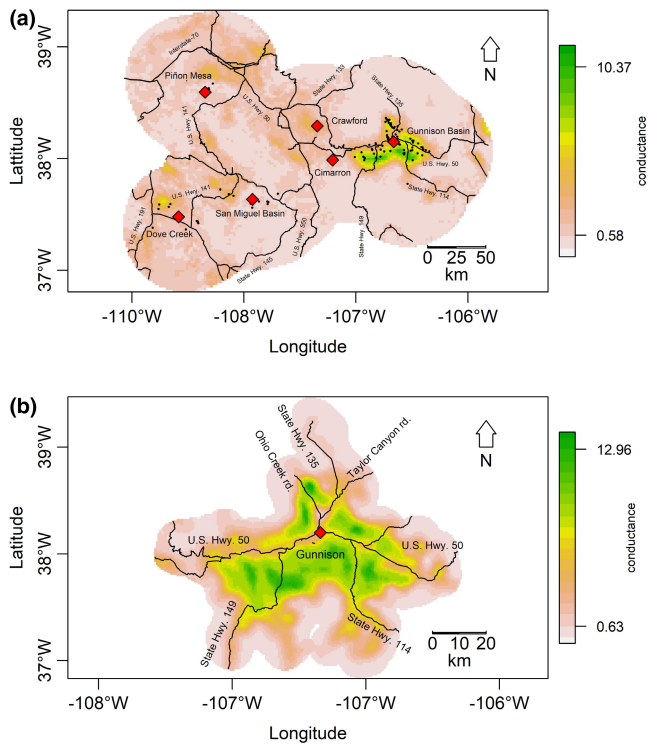 (a)
39°W
38°W
37°W
Lattitude
Interstate 70
Piñon Mesa
State Hwy. 133
State Hwy. 135
N
U.S. Hwy. 50
U.S. Hwy. 141
Crawford
Gunnison Basin
Cimarron
U.S. Hwy. 50
U.S. Hwy. 141
State Hwy. 114
San Miguel Basin
U.S. Hwy. 191
Dove Creek
U.S. Hwy. 550
State Hwy. 149
State Hwy. 145
0 25 50
km
10.37
0.58
conductance
-110°W -108°W -107°W -106°W
Longitude
(b)
39°W
38°W
37°W
Latitude
State Hwy. 135
Ohio Creek rd.
Taylor Canyon rd.
N
U.S. Hwy. 50
U.S. Hwy. 50
Gunnison
State Hwy. 149
State Hwy. 114
0 10 20
km
12.96
0.63
conductance
-108°W -107°W -107°W -106°W
Longitude